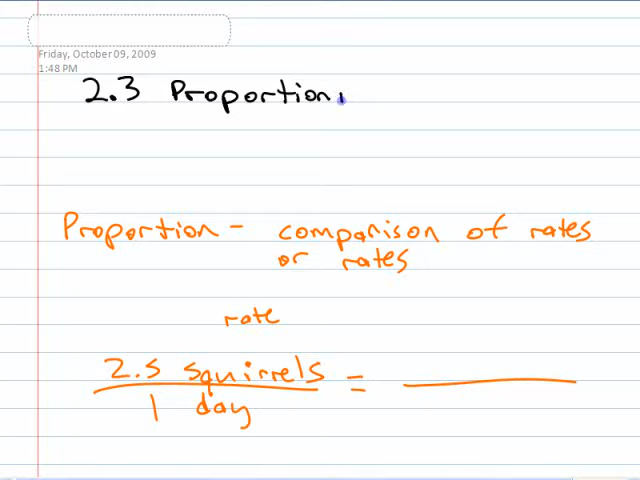 Friday, October 09, 2009
1:48 PM
2.3 Proportion
Proportion - comparison of rates
or rates
rate
2.5 squirrels =
1 day